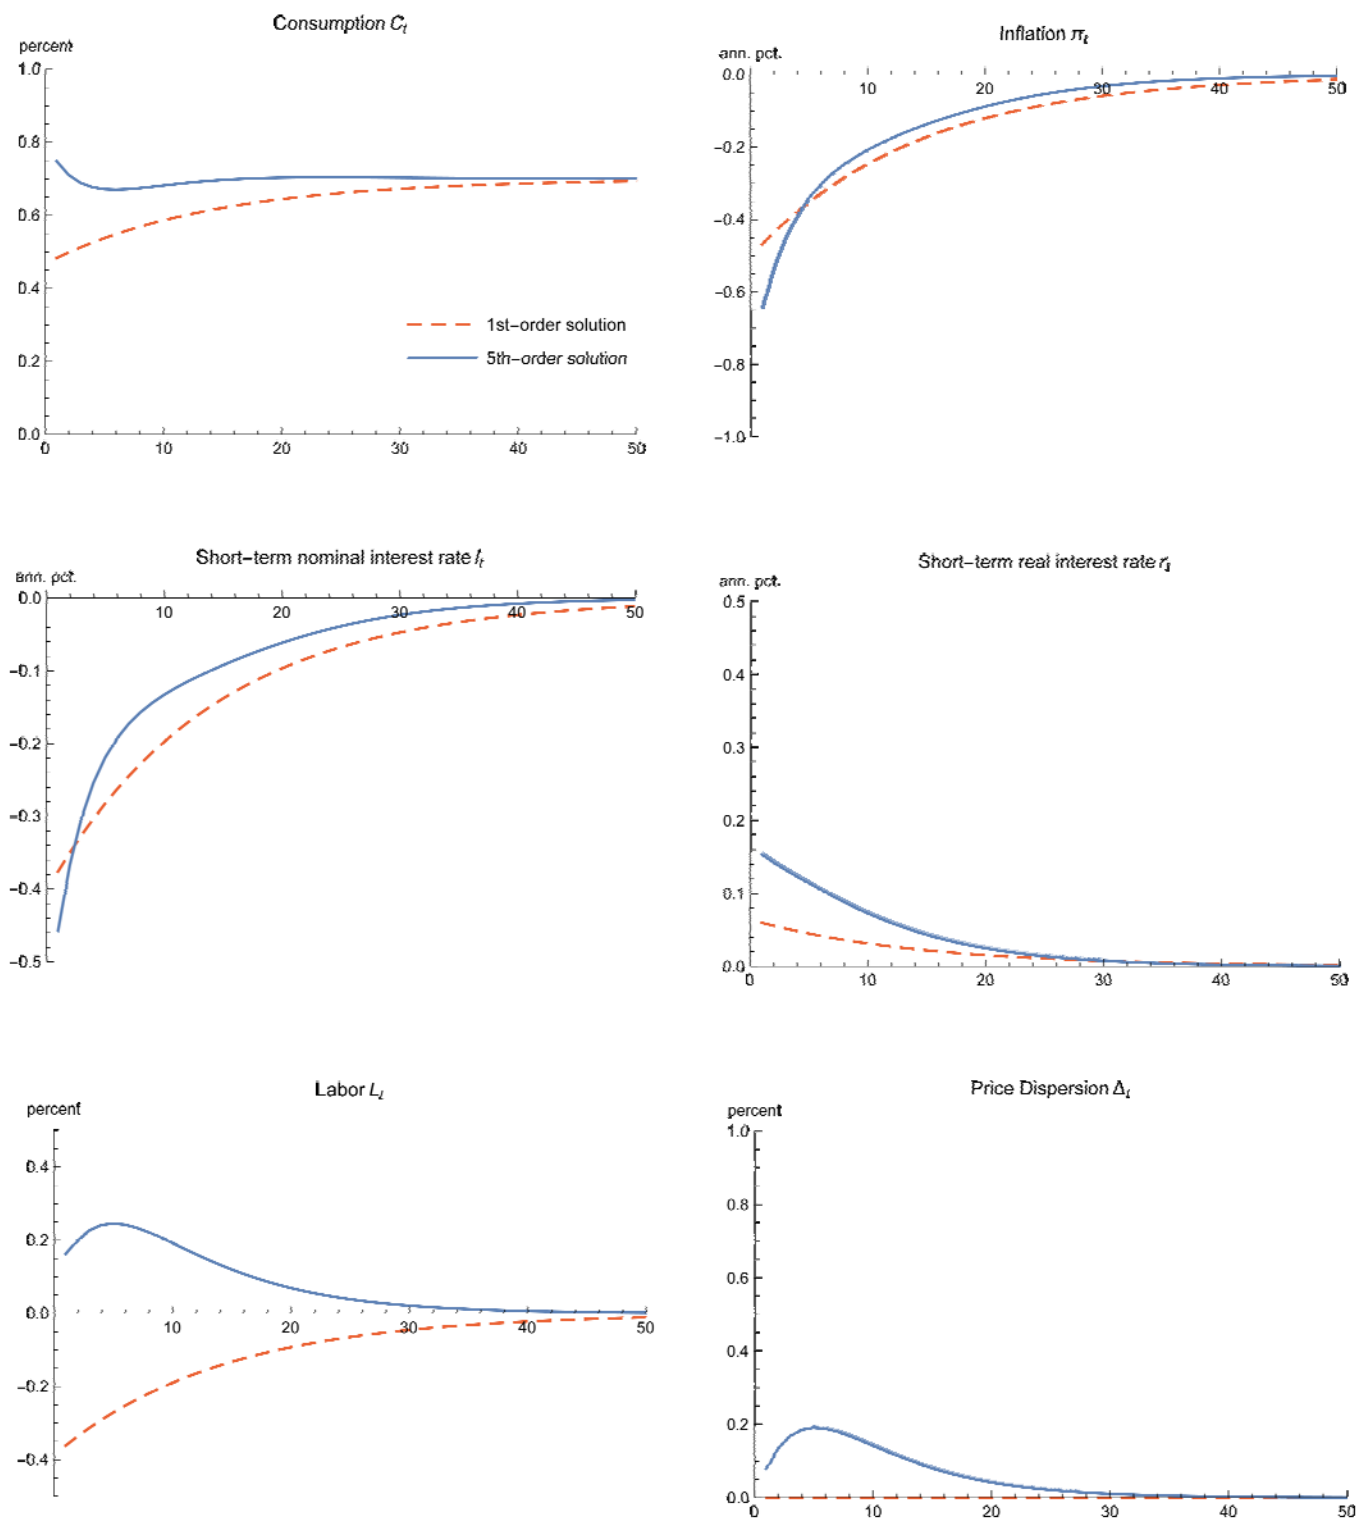 Consumption Cₜ
percent
1.0
0.8
0.6
0.4
0.2
0.0
0 10 20 30 40 50
1st-order solution
5th-order solution
Inflation πₜ
ann. pct.
0.0
-0.2
-0.4
-0.6
-0.8
-1.0
10 20 30 40 50
Short-term nominal interest rate iₜ
ann. pct.
0.0
-0.1
-0.2
-0.3
-0.4
-0.5
10 20 30 40 50
Short-term real interest rate rₜ
ann. pct.
0.5
0.4
0.3
0.2
0.1
0.0
0 10 20 30 40 50
Labor Lₜ
percent
0.4
0.2
0.0
-0.2
-0.4
10 20 30 40 50
Price Dispersion Δₜ
percent
1.0
0.8
0.6
0.4
0.2
0.0
0 10 20 30 40 50